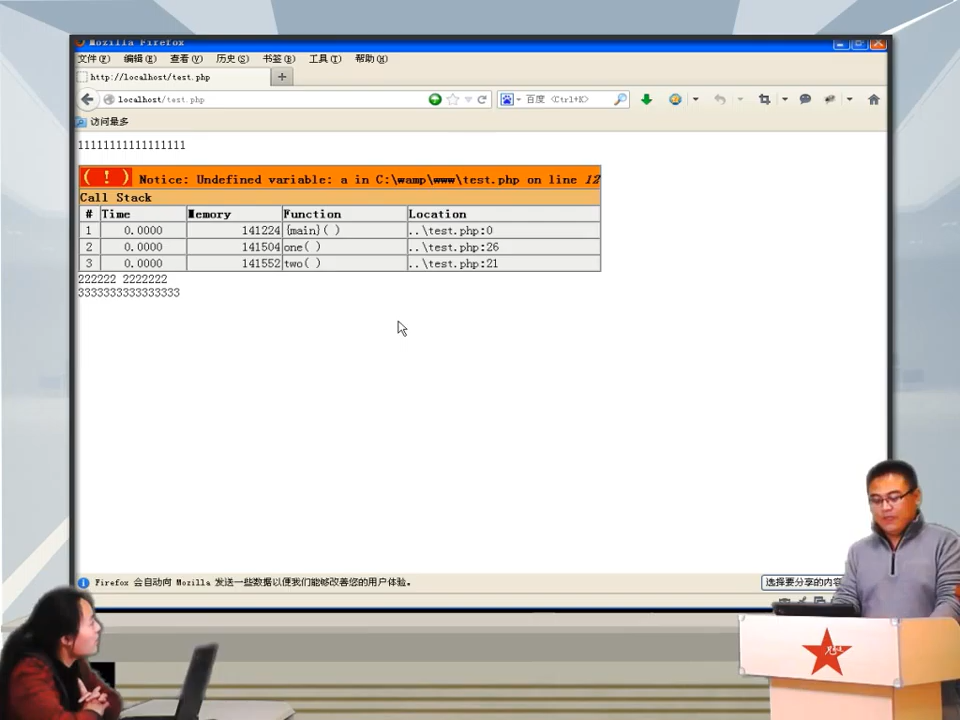 Mozilla Firefox
文件(F) 编辑(E) 查看(V) 历史(S) 书签(B) 工具(T) 帮助(H)
http://localhost/test.php +
localhost/test.php 百度 <Ctrl+K>
访问最多
11111111111111111
( ! ) Notice: Undefined variable: a in C:\wamp\www\test.php on line 12
Call Stack
# Time Memory Function Location
1 0.0000 141224 {main}( ) ..\test.php:0
2 0.0000 141504 one( ) ..\test.php:26
3 0.0000 141552 two( ) ..\test.php:21
222222 2222222
3333333333333333
Firefox 会自动向 Mozilla 发送一些数据以便我们能够改善您的用户体验。 选择要分享的内容